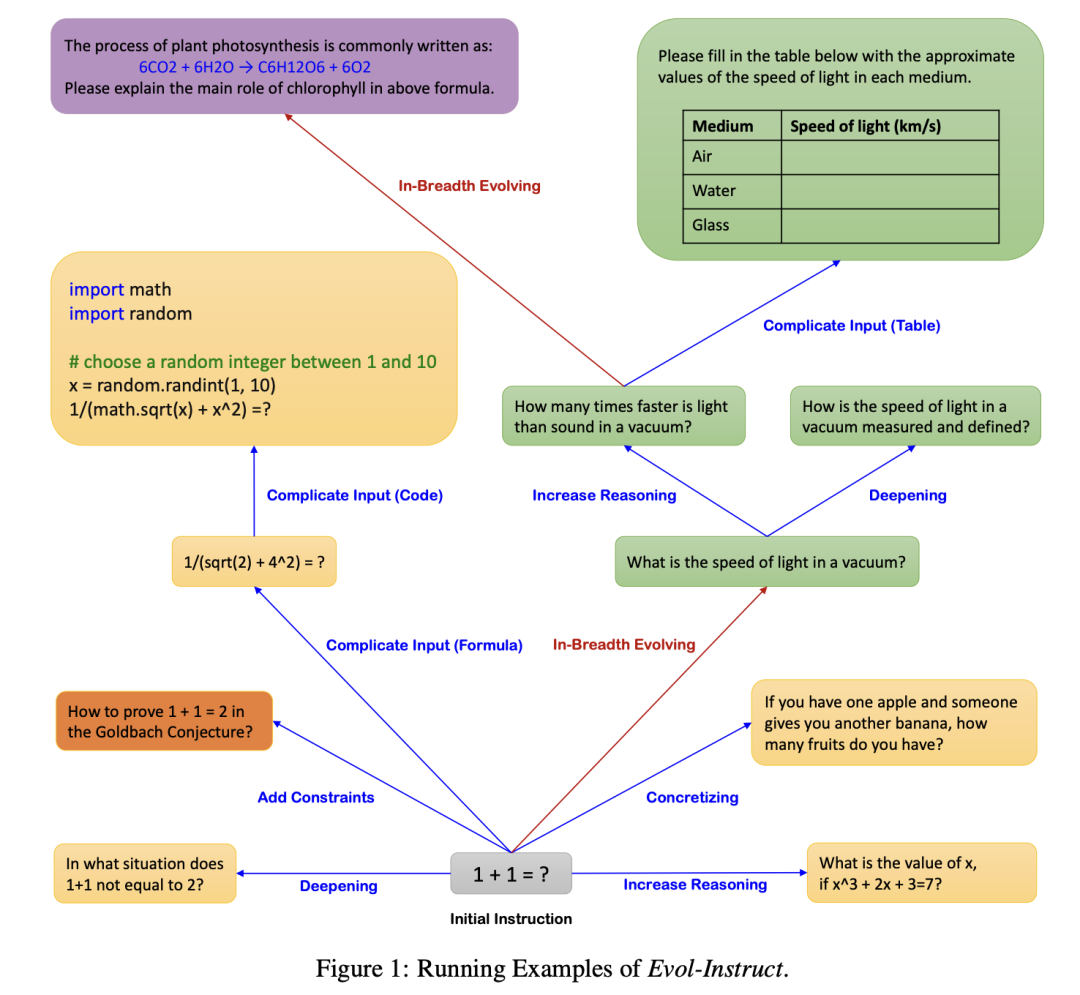 The process of plant photosynthesis is commonly written as:
6CO2 + 6H2O → C6H12O6 + 6O2
Please explain the main role of chlorophyll in above formula.
Please fill in the table below with the approximate
values of the speed of light in each medium.
Medium Speed of light (km/s)
Air
Water
Glass
In-Breadth Evolving
import math
import random
# choose a random integer between 1 and 10
x = random.randint(1, 10)
1/(math.sqrt(x) + x^2) =?
Complicate Input (Table)
How many times faster is light
than sound in a vacuum?
How is the speed of light in a
vacuum measured and defined?
Complicate Input (Code)
Increase Reasoning
Deepening
1/(sqrt(2) + 4^2) = ?
What is the speed of light in a vacuum?
Complicate Input (Formula)
In-Breadth Evolving
How to prove 1 + 1 = 2 in
the Goldbach Conjecture?
If you have one apple and someone
gives you another banana, how
many fruits do you have?
Add Constraints
Concretizing
In what situation does
1+1 not equal to 2?
Deepening
1 + 1 = ?
Increase Reasoning
What is the value of x,
if x^3 + 2x + 3=7?
Initial Instruction
Figure 1: Running Examples of Evol-Instruct.